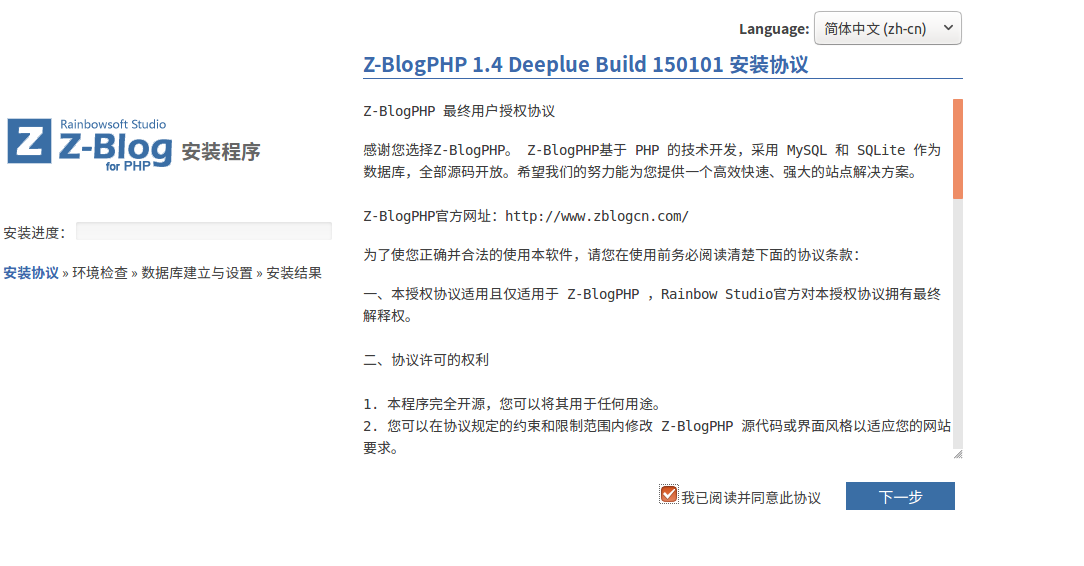 Language: 简体中文 (zh-cn)
Z-BlogPHP 1.4 Deeplue Build 150101 安装协议
Z
Rainbowsoft Studio
Z-Blog
for PHP
安装程序
安装进度：
安装协议 » 环境检查 » 数据库建立与设置 » 安装结果
Z-BlogPHP 最终用户授权协议
感谢您选择Z-BlogPHP。 Z-BlogPHP基于 PHP 的技术开发，采用 MySQL 和 SQLite 作为
数据库，全部源码开放。希望我们的努力能为您提供一个高效快速、强大的站点解决方案。
Z-BlogPHP官方网址：http://www.zblogcn.com/
为了使您正确并合法的使用本软件，请您在使用前务必阅读清楚下面的协议条款：
一、本授权协议适用且仅适用于 Z-BlogPHP ，Rainbow Studio官方对本授权协议拥有最终
解释权。
二、协议许可的权利
1. 本程序完全开源，您可以将其用于任何用途。
2. 您可以在协议规定的约束和限制范围内修改 Z-BlogPHP 源代码或界面风格以适应您的网站
要求。
我已阅读并同意此协议
下一步